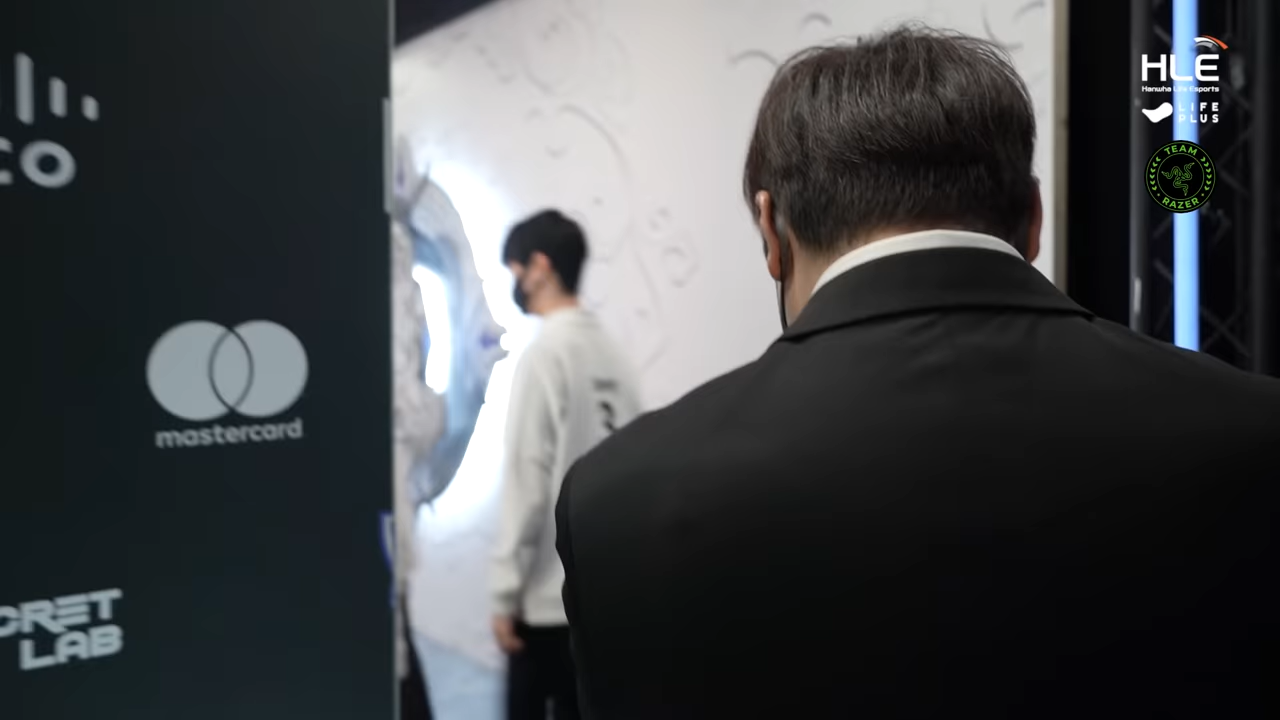 co
mastercard
CRET
LAB
HLE
Hanwha Life Esports
LIFE
PLUS
TEAM
RAZER